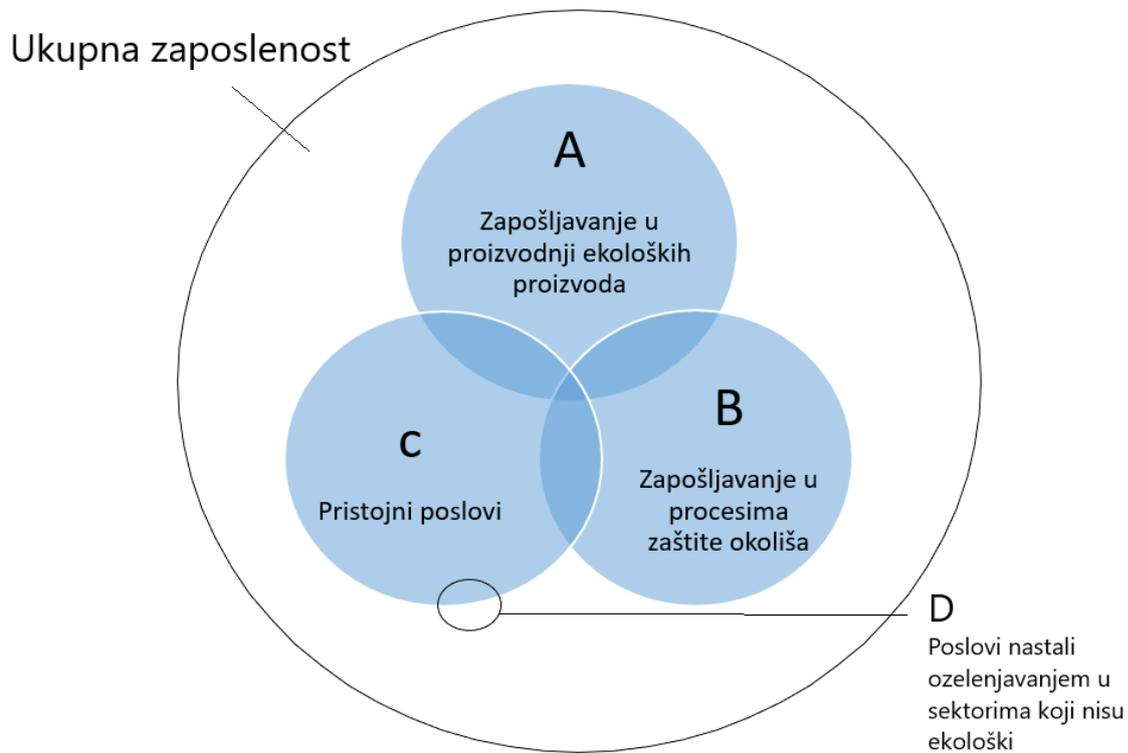 Ukupna zaposlenost
A
Zapošljavanje u
proizvodnji ekoloških
proizvoda
B
Zapošljavanje u
procesima
zaštite okoliša
c
Pristojni poslovi
D
Poslovi nastali
ozelenjavanjem u
sektorima koji nisu
ekološki